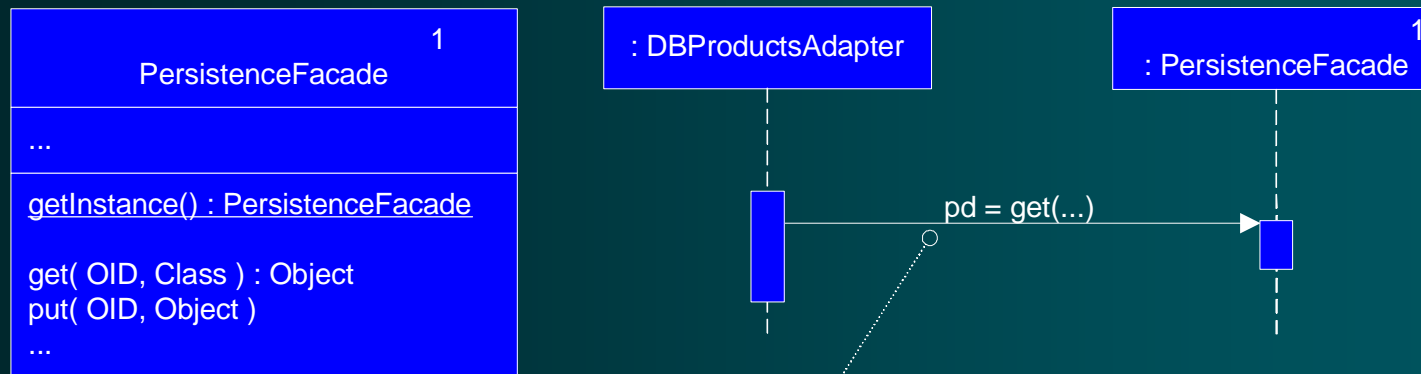 1
PersistenceFacade
...
getInstance() : PersistenceFacade
get( OID, Class ) : Object
put( OID, Object )
...
: DBProductsAdapter
1
: PersistenceFacade
pd = get(...)